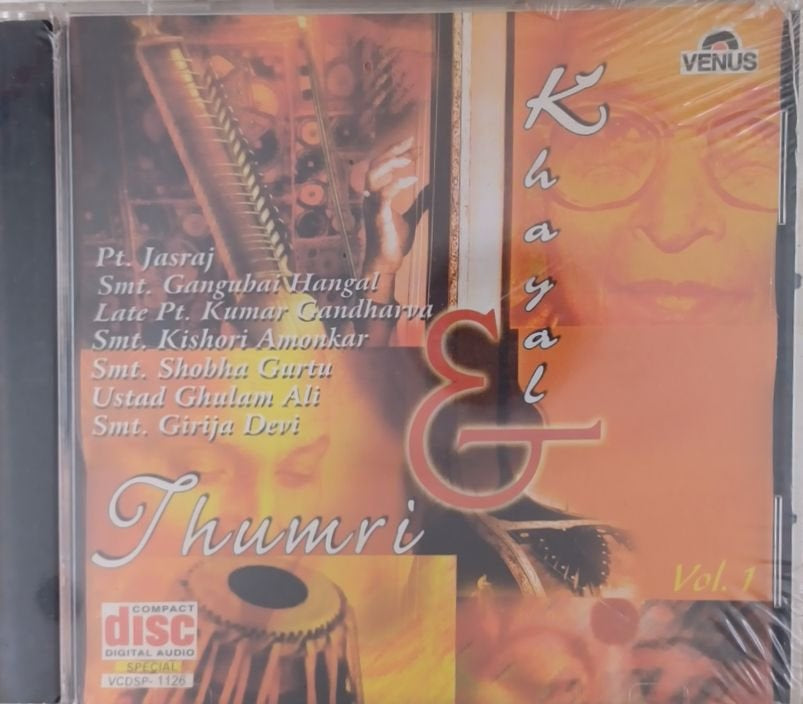 VENUS
Khayal
&
Thumri
Pt. Jasraj
Smt. Gangubai Hangal
Late Pt. Kumar Gandharva
Smt. Kishori Amonkar
Smt. Shobha Gurtu
Ustad Ghulam Ali
Smt. Girija Devi
Vol. 1
COMPACT
disc
DIGITAL AUDIO
SPECIAL
VCDSP- 1126